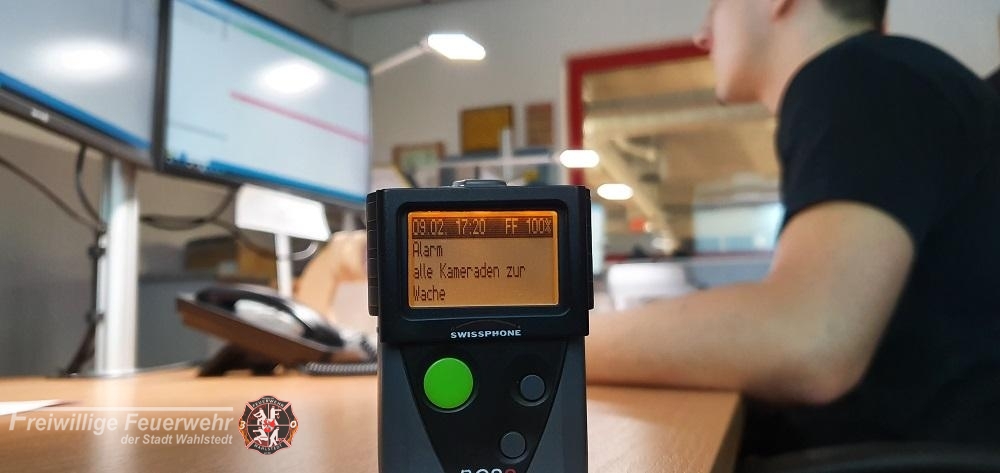 09.02. 17:20 FF 100%
Alarm
alle Kameraden zur
Wache
SWISSPHONE
Freiwillige Feuerwehr
der Stadt Wahlstedt